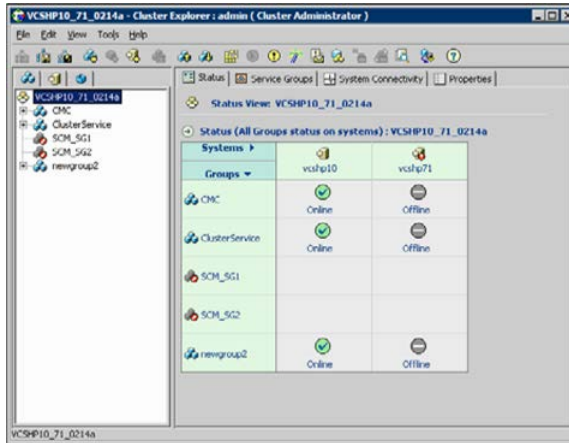 VCSHP10_71_0214a - Cluster Explorer : admin ( Cluster Administrator )
File Edit View Tools Help
VCSHP10_71_0214a
CMC
ClusterService
SCM_SG1
SCM_SG2
newgroup2
Status Service Groups System Connectivity Properties
Status View: VCSHP10_71_0214a
Status (All Groups status on systems) : VCSHP10_71_0214a
Systems
Groups
vcshp10 vcshp71
CMC Online Offline
ClusterService Online Offline
SCM_SG1
SCM_SG2
newgroup2 Online Offline
VCSHP10_71_0214a